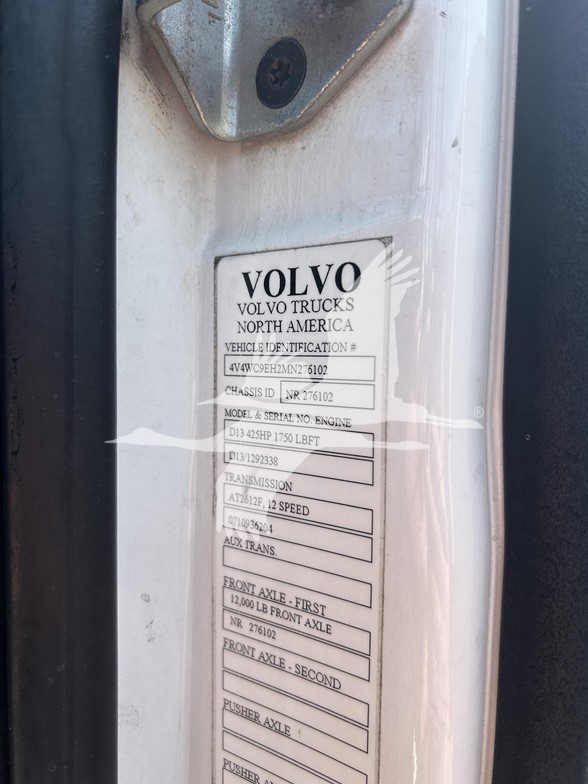 VOLVO
VOLVO TRUCKS
NORTH AMERICA
VEHICLE IDENTIFICATION #
4V4WC9EH2MN276102
CHASSIS ID NR 276102
MODEL & SERIAL NO. ENGINE
D13 425HP 1750 LBFT
D13/1292338
TRANSMISSION
AT2612F, 12 SPEED
0710936204
AUX TRANS.
FRONT AXLE - FIRST
12,000 LB FRONT AXLE
NR 276102
FRONT AXLE - SECOND
PUSHER AXLE
PUSHER
®